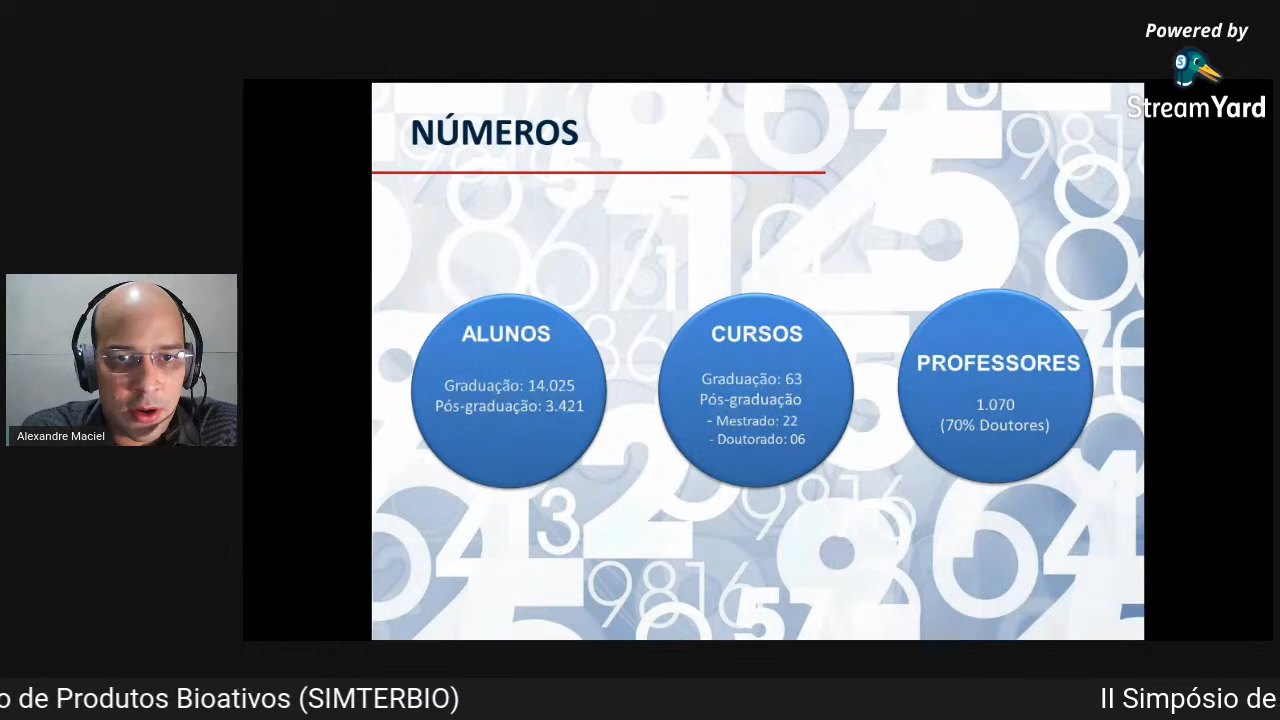 Powered by
StreamYard
NÚMEROS
ALUNOS
Graduação: 14.025
Pós-graduação: 3.421
CURSOS
Graduação: 63
Pós-graduação
- Mestrado: 22
- Doutorado: 06
PROFESSORES
1.070
(70% Doutores)
Alexandre Maciel
o de Produtos Bioativos (SIMTERBIO)
II Simpósio de